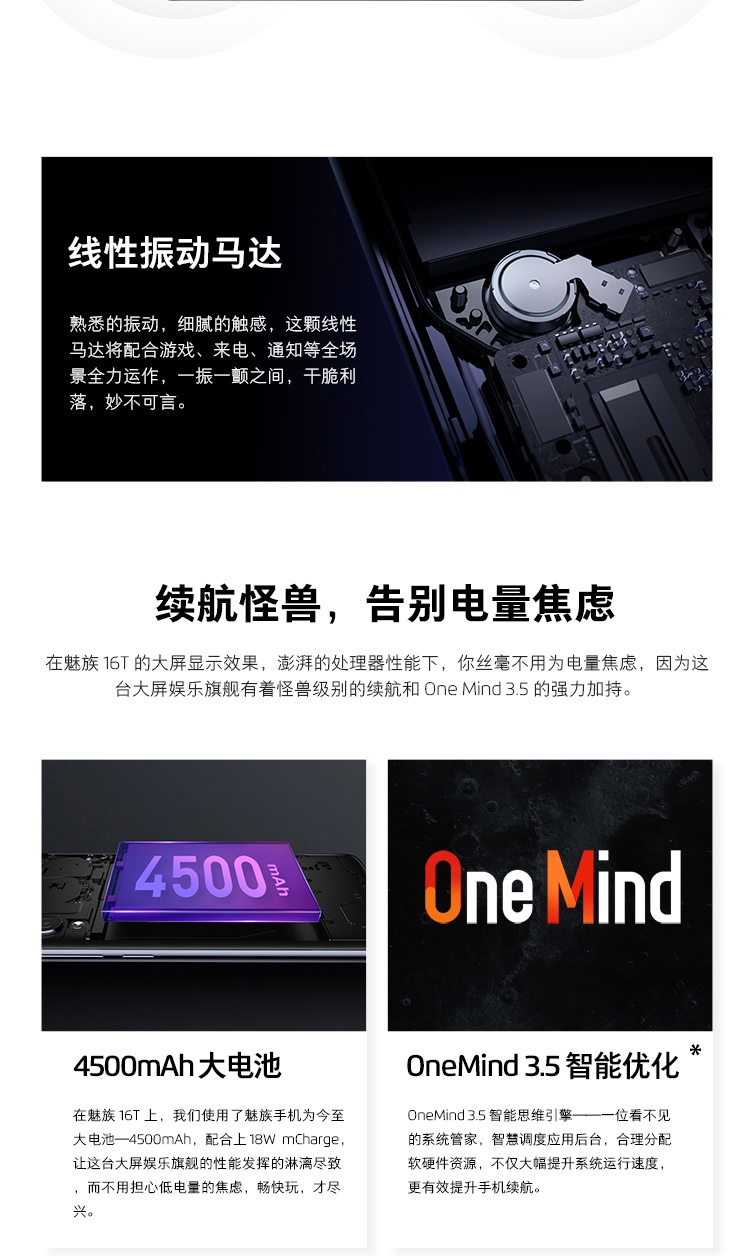 线性振动马达
熟悉的振动，细腻的触感，这颗线性
马达将配合游戏、来电、通知等全场
景全力运作，一振一颤之间，干脆利
落，妙不可言。
续航怪兽，告别电量焦虑
在魅族 16T 的大屏显示效果，澎湃的处理器性能下，你丝毫不用为电量焦虑，因为这
台大屏娱乐旗舰有着怪兽级别的续航和 One Mind 3.5 的强力加持。
4500 mAh
One Mind
4500mAh 大电池
在魅族 16T 上，我们使用了魅族手机为今至
大电池—4500mAh，配合上 18W mCharge，
让这台大屏娱乐旗舰的性能发挥的淋漓尽致
，而不用担心低电量的焦虑，畅快玩，才尽
兴。
OneMind 3.5 智能优化*
OneMind 3.5 智能思维引擎——一位看不见
的系统管家，智慧调度应用后台，合理分配
软硬件资源，不仅大幅提升系统运行速度，
更有效提升手机续航。